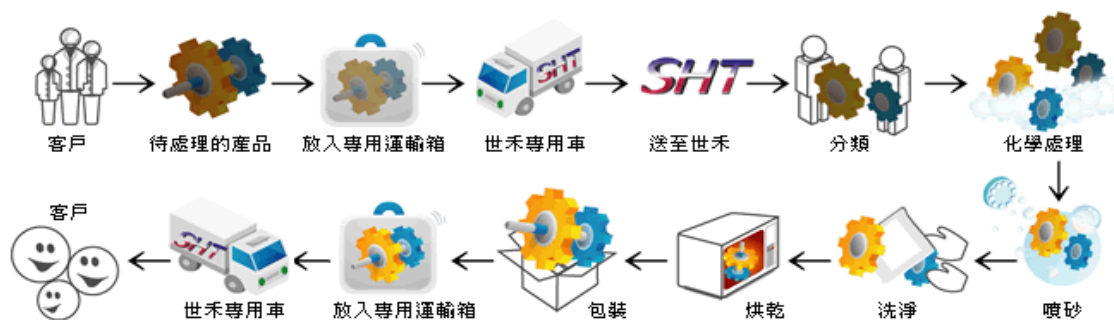 SHT
SHT
客戶
待處理的產品
放入專用運輸箱
世禾專用車
送至世禾
分類
化學處理
客戶
SHT
世禾專用車
放入專用運輸箱
包裝
烘乾
洗淨
噴砂